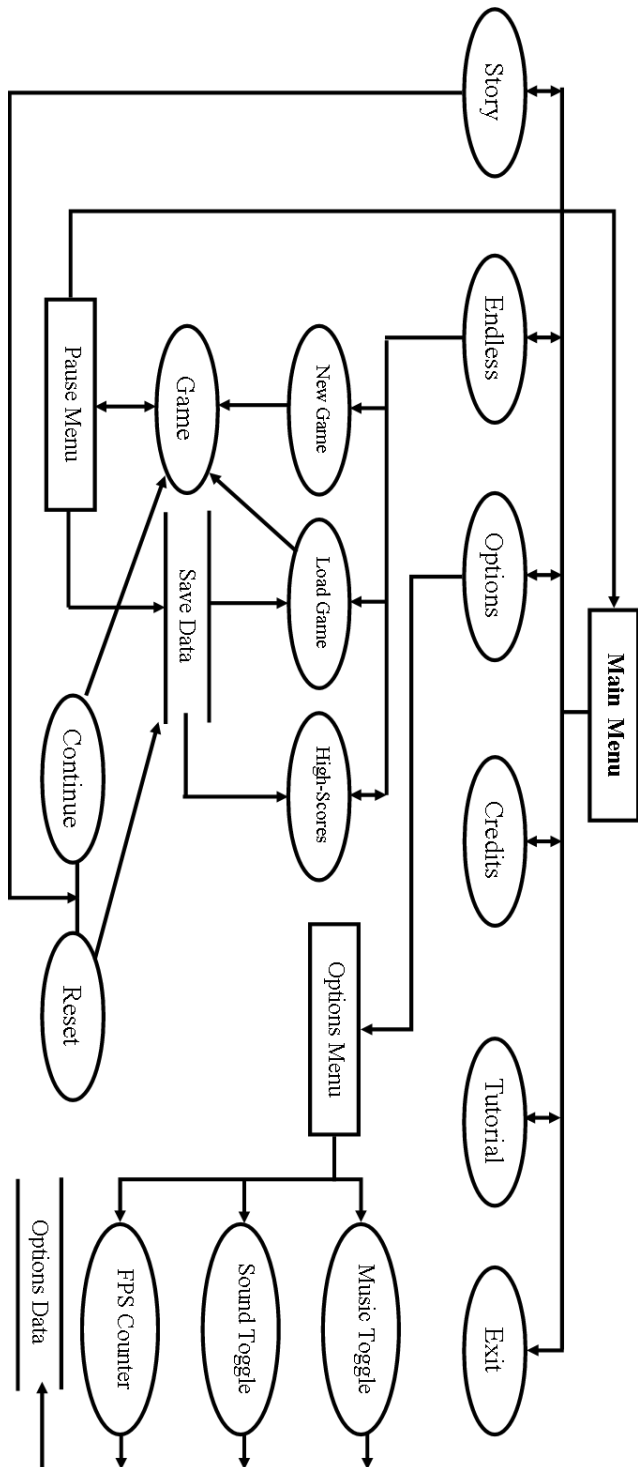 Main Menu
Story
Endless
Options
Credits
Tutorial
Exit
New Game
Load Game
High-Scores
Options Menu
Music Toggle
Game
Save Data
Sound Toggle
Pause Menu
Continue
Reset
FPS Counter
Options Data